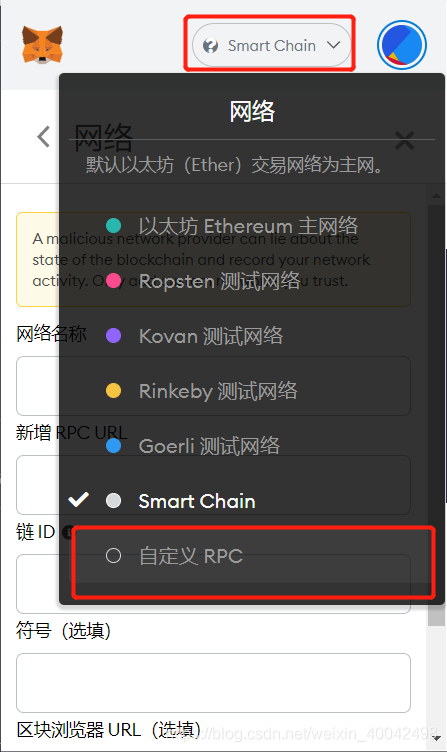 Smart Chain
网络
网络
默认以太坊（Ether）交易网络为主网。
以太坊 Ethereum 主网络
A malicious network provider can lie about the
state of the blockchain and record your network
activity. Only trust.
Ropsten 测试网络
网络名称
Kovan 测试网络
Rinkeby 测试网络
新增 RPC URL
Goerli 测试网络
Smart Chain
链 ID
自定义 RPC
符号（选填）
区块浏览器 URL（选填）
blog.csdn.net/weixin_40042498